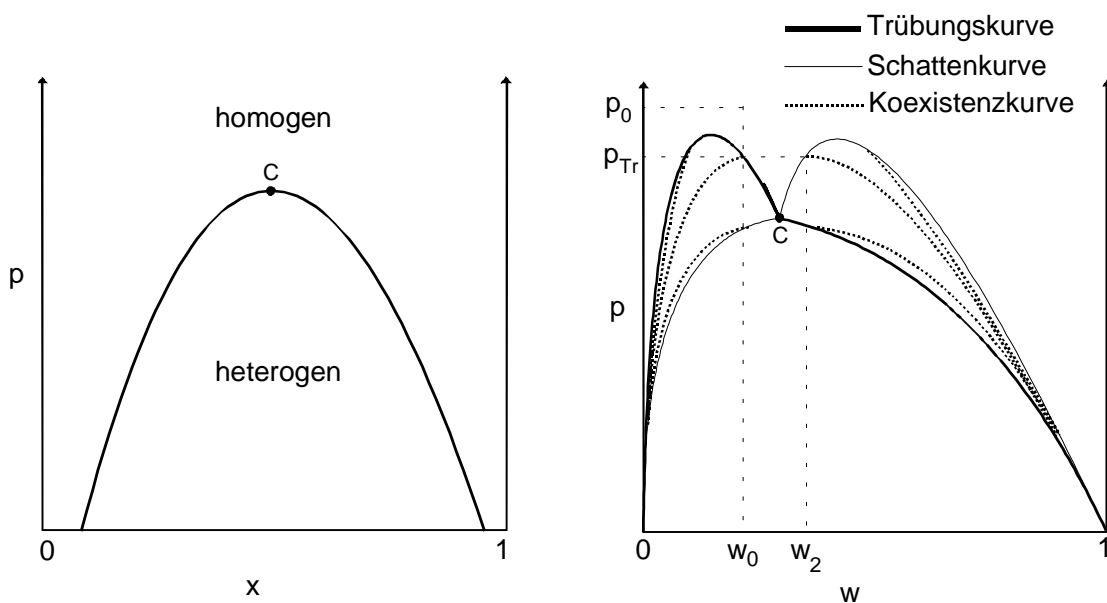 homogen
C
p
heterogen
0
1
x
Trübungskurve
Schattenkurve
Koexistenzkurve
p0
pTr
C
p
0
w0
w2
1
w